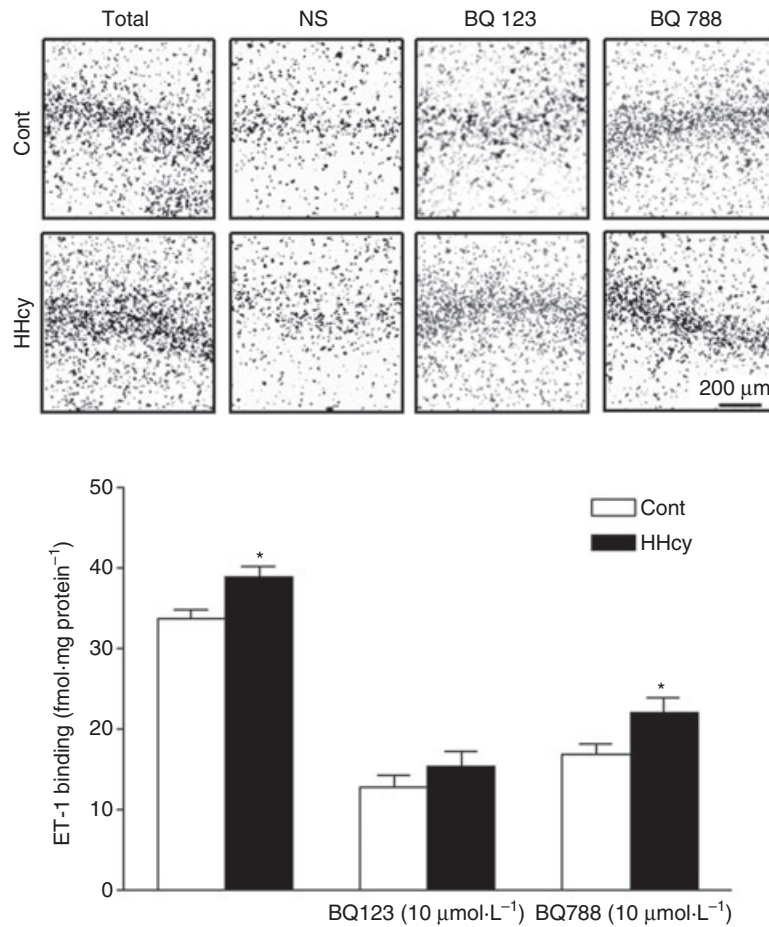 Total NS BQ 123 BQ 788
Cont
HHcy
200 μm
50
40
30
20
10
0
ET-1 binding (fmol·mg protein⁻¹)
Cont
HHcy
*
*
BQ123 (10 μmol·L⁻¹) BQ788 (10 μmol·L⁻¹)